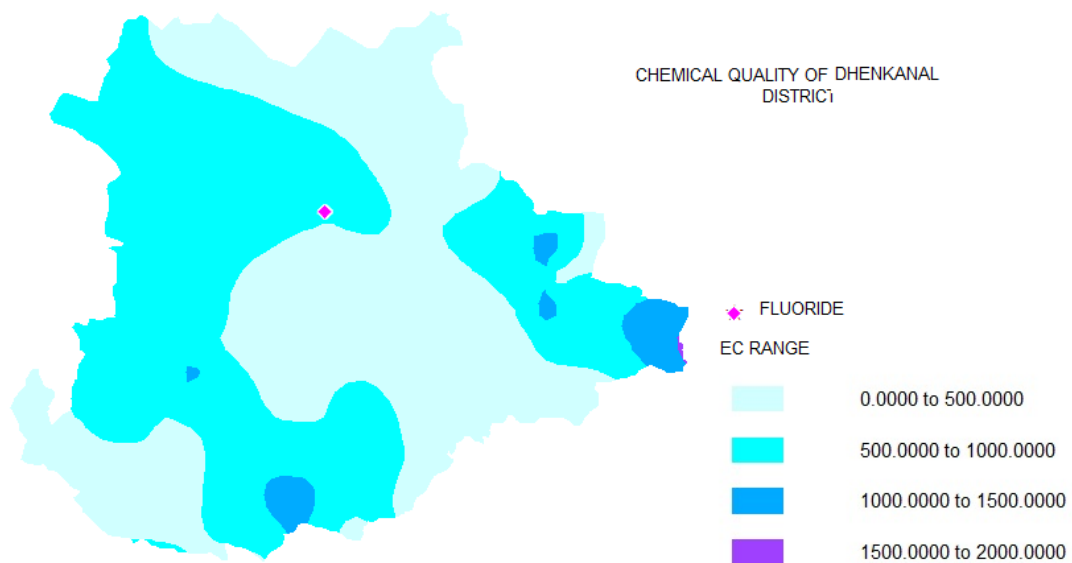 CHEMICAL QUALITY OF DHENKANAL
DISTRICT
FLUORIDE
EC RANGE
0.0000 to 500.0000
500.0000 to 1000.0000
1000.0000 to 1500.0000
1500.0000 to 2000.0000